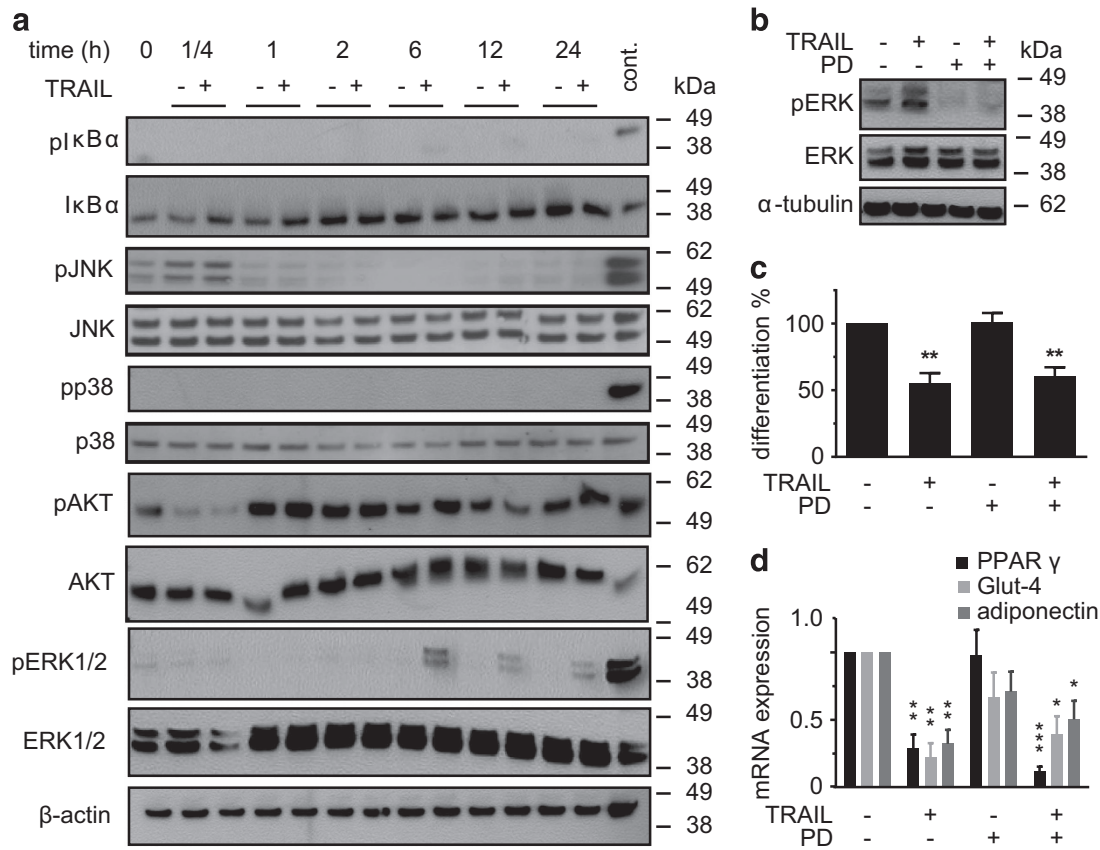 a
time (h) 0 1/4 1 2 6 12 24 cont.
TRAIL - + - + - + - + - + - + kDa
pIκBα 49
38
IκBα 49
38
pJNK 62
49
JNK 62
49
pp38 49
38
p38 49
38
pAKT 62
49
AKT 62
49
pERK1/2 49
38
ERK1/2 49
38
β-actin 49
38
b
TRAIL - + - +
PD - - + + kDa
pERK 49
38
ERK 49
38
α-tubulin 62
c
differentiation %
100
50
0
** **
TRAIL - + - +
PD - - + +
d
PPAR γ
Glut-4
adiponectin
mRNA expression
1.0
0.5
0
** ** ** *** * *
TRAIL - + - +
PD - - + +